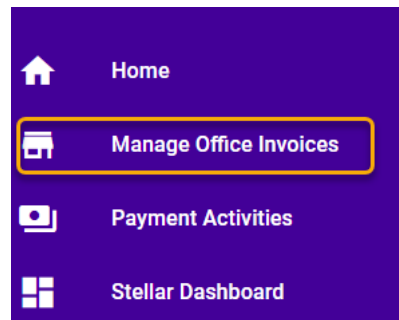 Home
Manage Office Invoices
Payment Activities
Stellar Dashboard